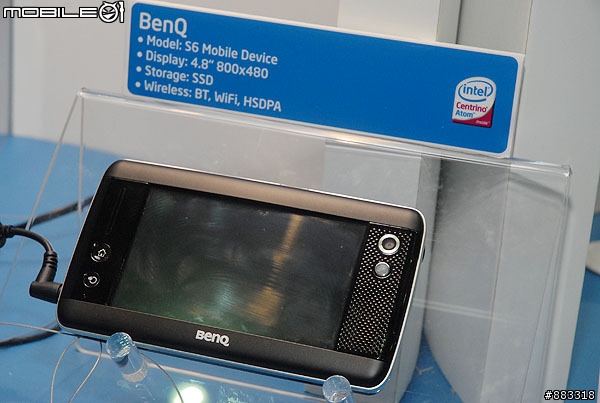 MOBILE01
BenQ
• Model: S6 Mobile Device
• Display: 4.8" 800x480
• Storage: SSD
• Wireless: BT, WiFi, HSDPA
intel
Centrino
Atom
inside
BenQ
#883318